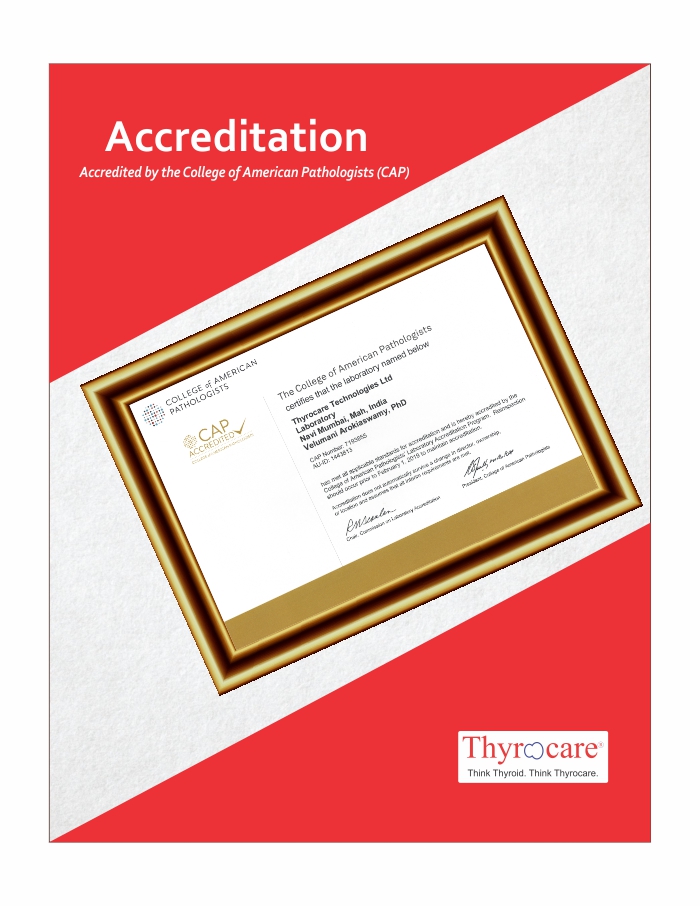 Accreditation
Accredited by the College of American Pathologists (CAP)
COLLEGE of AMERICAN
PATHOLOGISTS
CAP
ACCREDITED
The College of American Pathologists
certifies that the laboratory named below
Thyrocare Technologies Ltd
Laboratory
Navi Mumbai, Mah, India
Velumani Arokiaswamy, PhD
CAP Number: 7193855
AU-ID: 1443813
has met all applicable standards for accreditation and is hereby accredited by the
College of American Pathologists' Laboratory Accreditation Program. Reinspection
should occur prior to February 1, 2019 to maintain accreditation.
Accreditation does not automatically survive a change in director, ownership,
or location and assumes that all interim requirements are met.
Chair, Commission on Laboratory Accreditation
President, College of American Pathologists
Thyrocare®
Think Thyroid. Think Thyrocare.